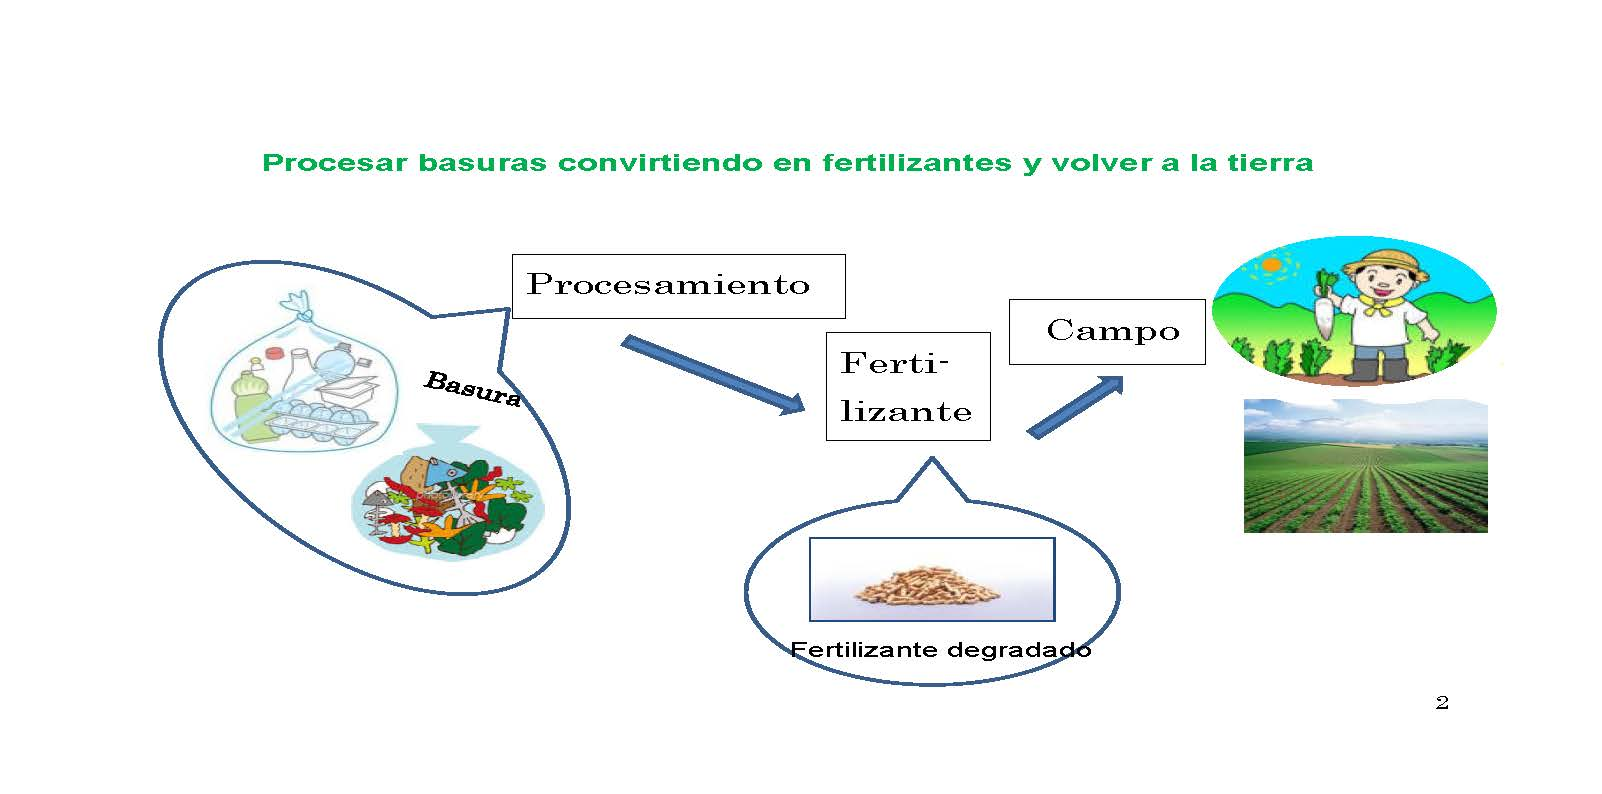 Procesar basuras convirtiendo en fertilizantes y volver a la tierra
Procesamiento
Basura
Ferti-
lizante
Campo
Fertilizante degradado
2